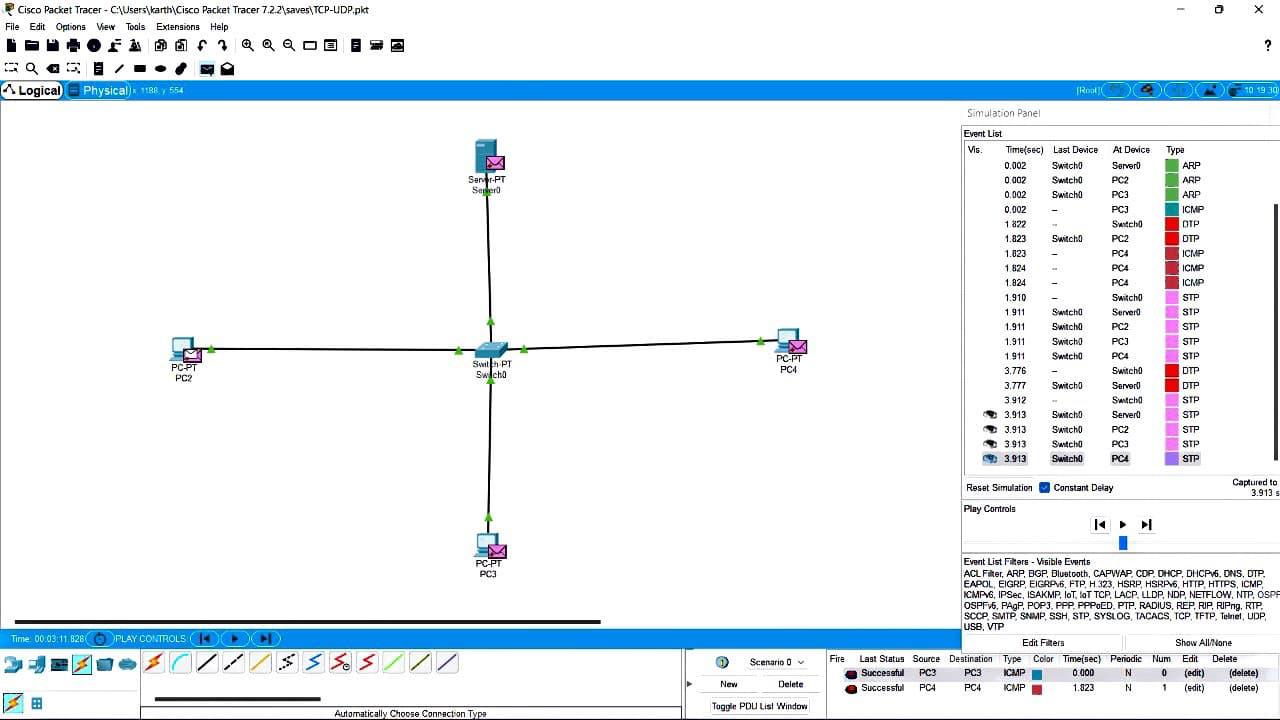 Cisco Packet Tracer - C:\Users\karth\Cisco Packet Tracer 7.2.2\saves\TCP-UDP.pkt
File Edit Options View Tools Extensions Help
?
Logical Physical x: 1188, y: 554 [Root] 10:19:30
Simulation Panel
Event List
Vis. Time(sec) Last Device At Device Type
0.002 Switch0 Server0 ARP
0.002 Switch0 PC2 ARP
0.002 Switch0 PC3 ARP
0.002 -- PC3 ICMP
1.822 -- Switch0 DTP
1.823 Switch0 PC2 DTP
1.823 -- PC4 ICMP
1.824 -- PC4 ICMP
1.824 -- PC4 ICMP
1.910 -- Switch0 STP
1.911 Switch0 Server0 STP
1.911 Switch0 PC2 STP
1.911 Switch0 PC3 STP
1.911 Switch0 PC4 STP
3.776 -- Switch0 DTP
3.777 Switch0 Server0 DTP
3.912 -- Switch0 STP
3.913 Switch0 Server0 STP
3.913 Switch0 PC2 STP
3.913 Switch0 PC3 STP
3.913 Switch0 PC4 STP
Reset Simulation Constant Delay Captured to
3.913 s
Play Controls
Event List Filters - Visible Events
ACL Filter, ARP, BGP, Bluetooth, CAPWAP, CDP, DHCP, DHCPv6, DNS, DTP,
EAPOL, EIGRP, EIGRPv6, FTP, H.323, HSRP, HSRPv6, HTTP, HTTPS, ICMP,
ICMPv6, IPSec, ISAKMP, IoT, IoT TCP, LACP, LLDP, NDP, NETFLOW, NTP, OSPF
OSPFv6, PAgP, POP3, PPP, PPPoED, PTP, RADIUS, REP, RIP, RIPng, RTP,
SCCP, SMTP, SNMP, SSH, STP, SYSLOG, TACACS, TCP, TFTP, Telnet, UDP,
USB, VTP
Edit Filters Show All/None
Server-PT
Server0
PC-PT
PC2
Switch-PT
Switch0
PC-PT
PC4
PC-PT
PC3
Time: 00:03:11.828 PLAY CONTROLS:
Automatically Choose Connection Type
Scenario 0
New Delete
Toggle PDU List Window
Fire Last Status Source Destination Type Color Time(sec) Periodic Num Edit Delete
Successful PC3 PC3 ICMP 0.000 N 0 (edit) (delete)
Successful PC4 PC4 ICMP 1.823 N 1 (edit) (delete)